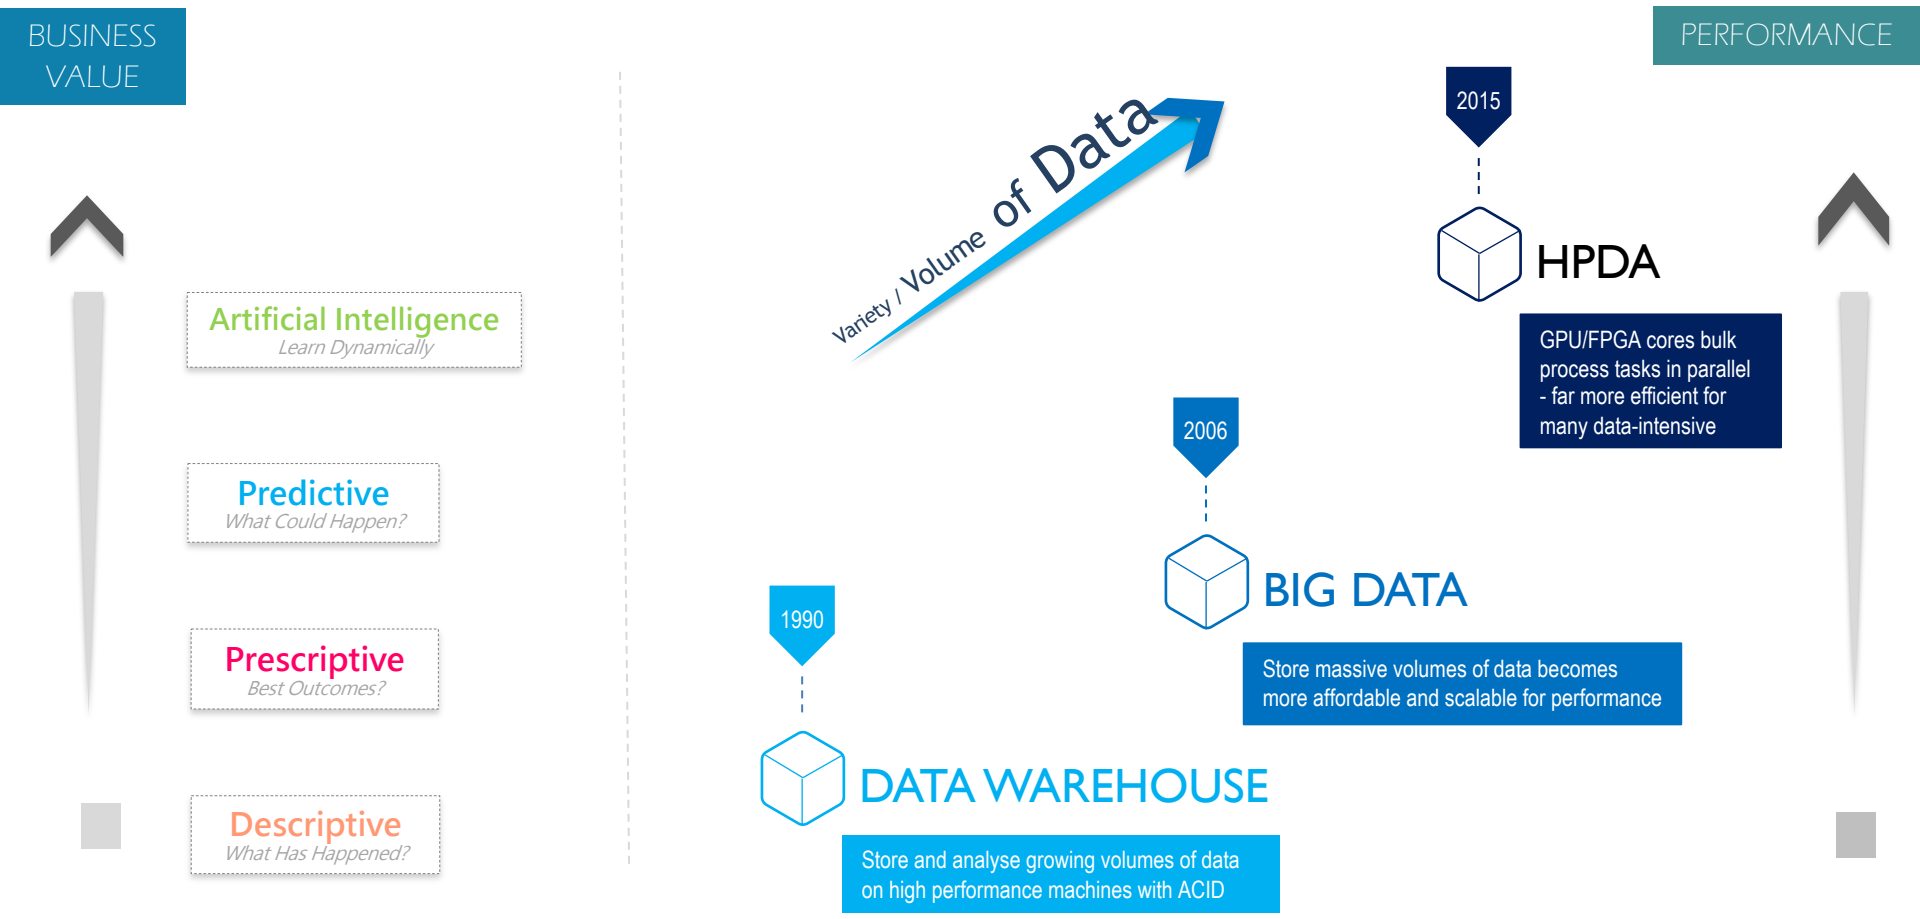 BUSINESS
VALUE
Artificial Intelligence
Learn Dynamically
Predictive
What Could Happen?
Prescriptive
Best Outcomes?
Descriptive
What Has Happened?
Variety / Volume of Data
PERFORMANCE
2015
HPDA
GPU/FPGA cores bulk
process tasks in parallel
- far more efficient for
many data-intensive
2006
BIG DATA
Store massive volumes of data becomes
more affordable and scalable for performance
1990
DATA WAREHOUSE
Store and analyse growing volumes of data
on high performance machines with ACID